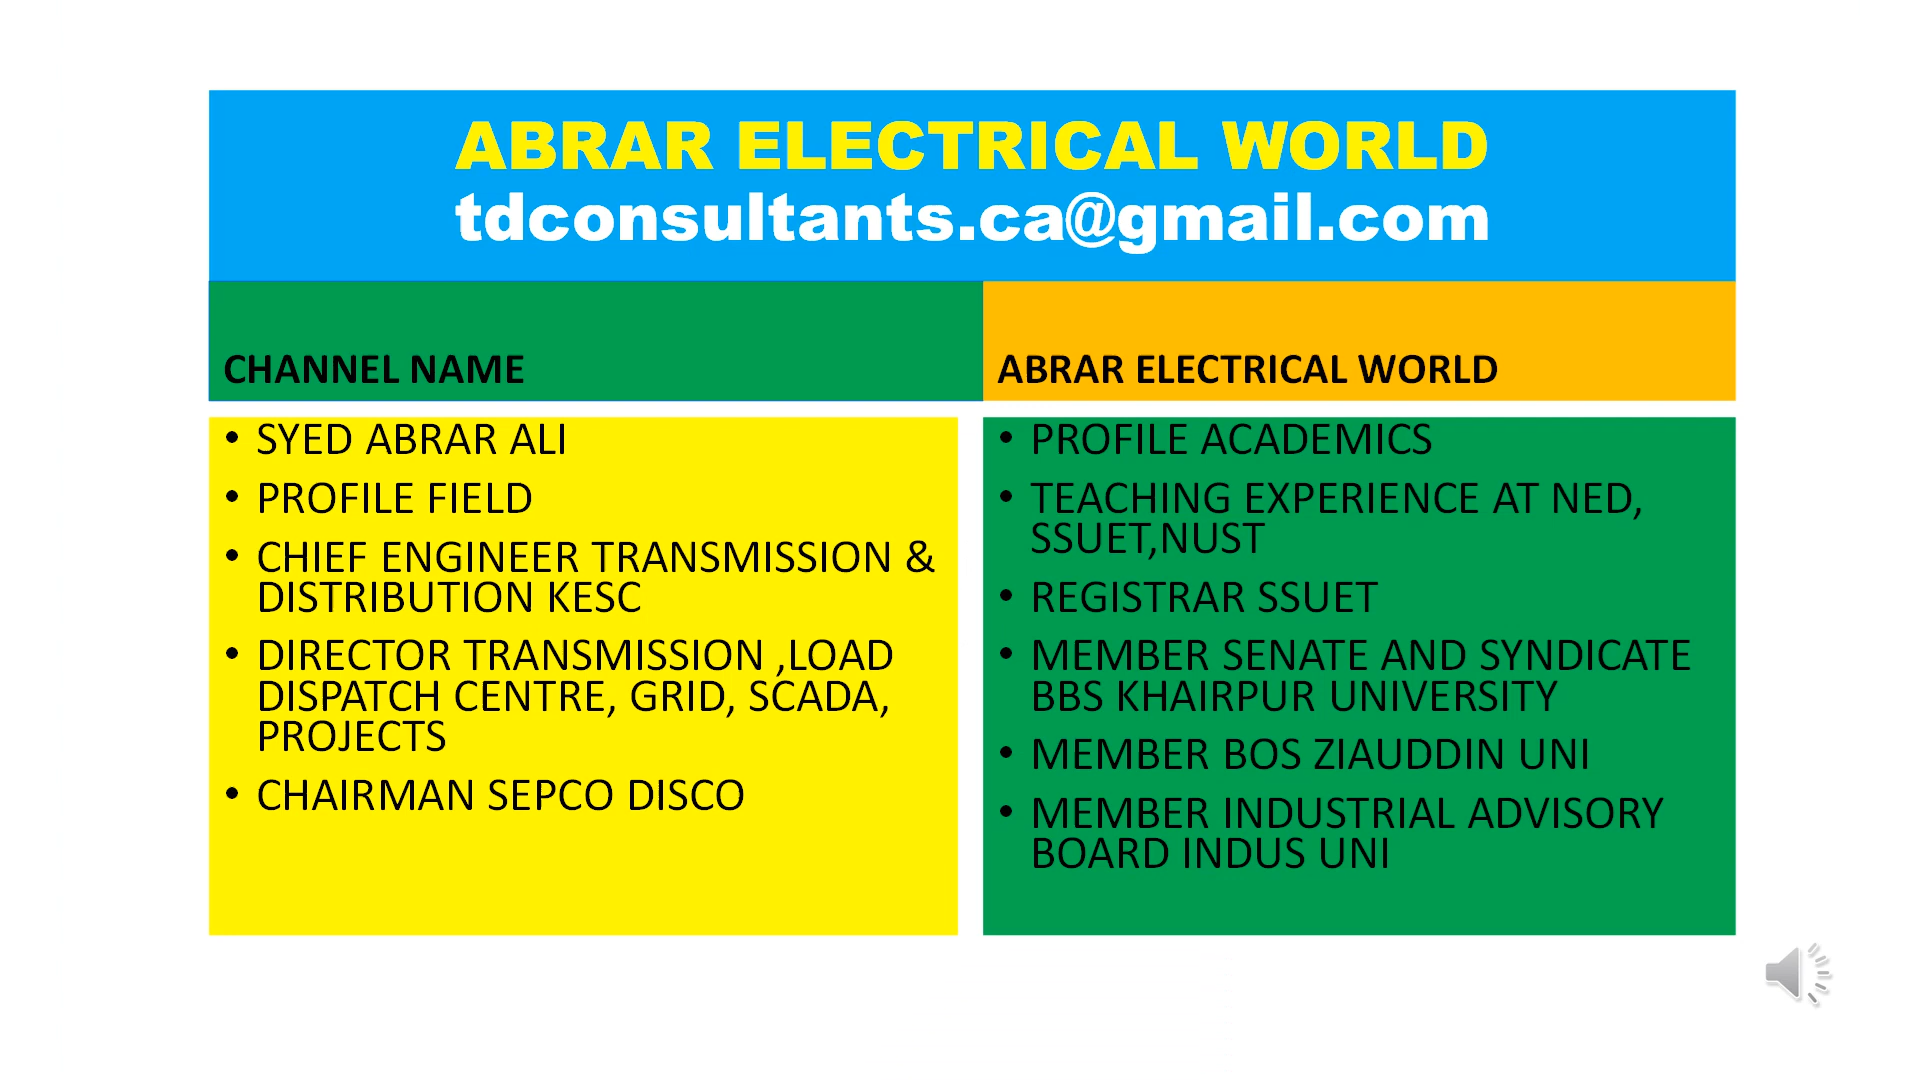 ABRAR ELECTRICAL WORLD
tdconsultants.ca@gmail.com
CHANNEL NAME
ABRAR ELECTRICAL WORLD
• SYED ABRAR ALI
• PROFILE FIELD
• CHIEF ENGINEER TRANSMISSION &
DISTRIBUTION KESC
• DIRECTOR TRANSMISSION ,LOAD
DISPATCH CENTRE, GRID, SCADA,
PROJECTS
• CHAIRMAN SEPCO DISCO
• PROFILE ACADEMICS
• TEACHING EXPERIENCE AT NED,
SSUET,NUST
• REGISTRAR SSUET
• MEMBER SENATE AND SYNDICATE
BBS KHAIRPUR UNIVERSITY
• MEMBER BOS ZIAUDDIN UNI
• MEMBER INDUSTRIAL ADVISORY
BOARD INDUS UNI